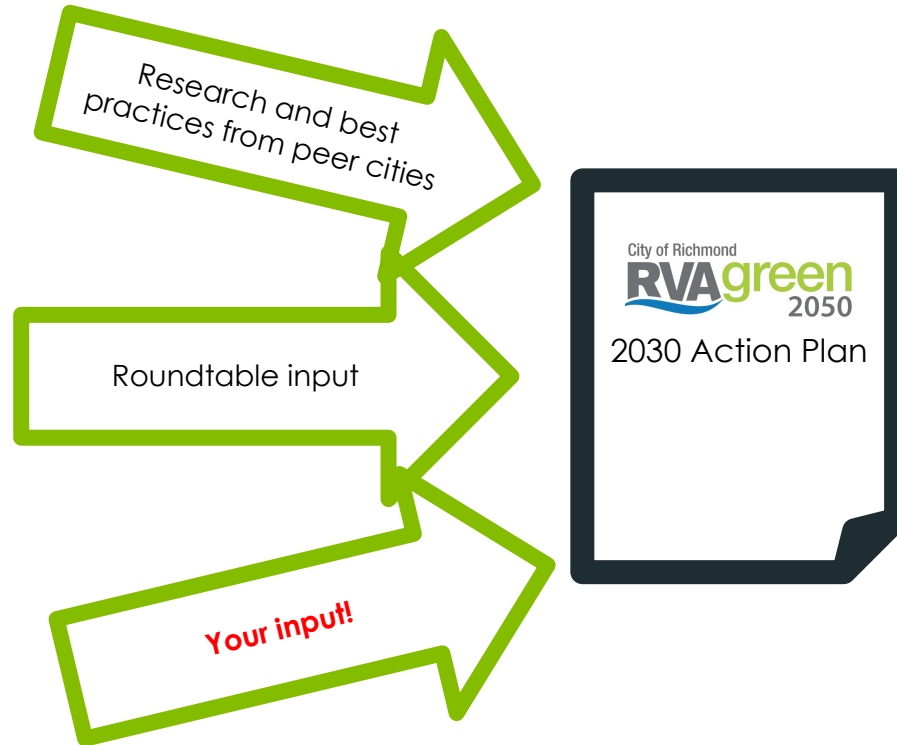 Research and best
practices from peer cities
Roundtable input
Your input!
City of Richmond
RVAgreen
2050
2030 Action Plan